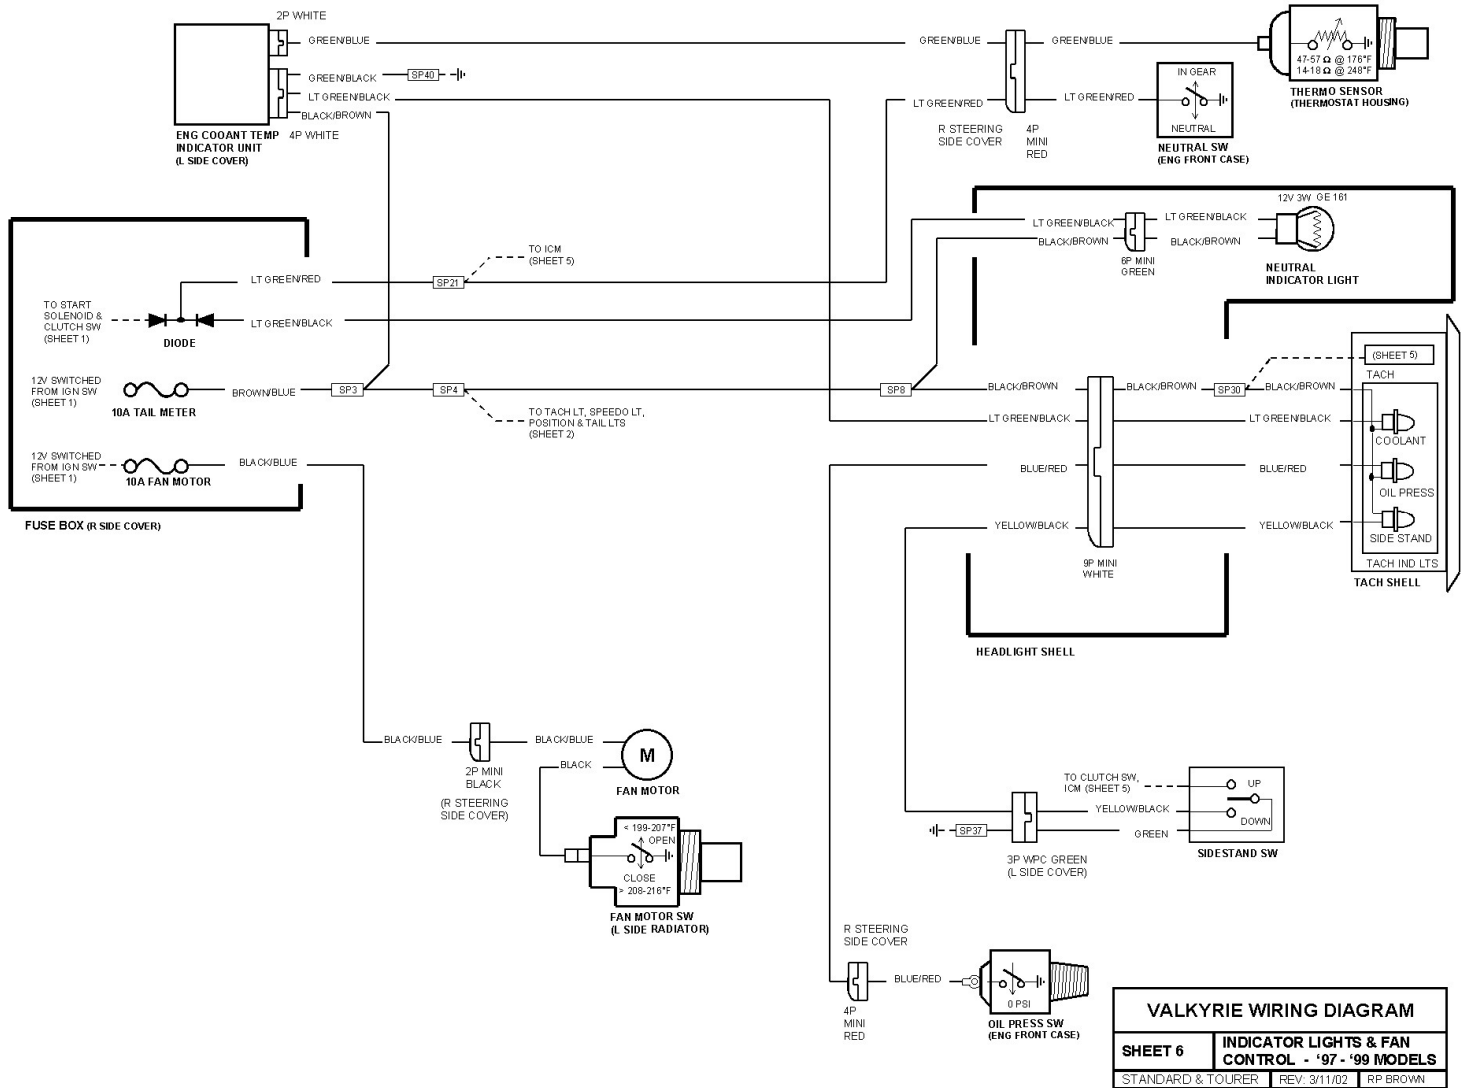 2P WHITE
GREEN/BLUE
GREEN/BLUE
GREEN/BLUE
GREEN/BLACK
SP40
LT GREEN/BLACK
BLACK/BROWN
4P WHITE
ENG COOANT TEMP
INDICATOR UNIT
(L SIDE COVER)
LT GREEN/RED
LT GREEN/RED
R STEERING
SIDE COVER
4P
MINI
RED
IN GEAR
NEUTRAL
NEUTRAL SW
(ENG FRONT CASE)
47-57 Ω @ 176°F
14-18 Ω @ 248°F
THERMO SENSOR
(THERMOSTAT HOUSING)
12V 3W GE 161
LT GREEN/BLACK
LT GREEN/BLACK
BLACK/BROWN
BLACK/BROWN
6P MINI
GREEN
NEUTRAL
INDICATOR LIGHT
TO ICM
(SHEET 5)
LT GREEN/RED
SP21
TO START
SOLENOID &
CLUTCH SW
(SHEET 1)
DIODE
LT GREEN/BLACK
12V SWITCHED
FROM IGN SW
(SHEET 1)
10A TAIL METER
BROWN/BLUE
SP3
SP4
SP8
TO TACH LT, SPEEDO LT,
POSITION & TAIL LTS
(SHEET 2)
12V SWITCHED
FROM IGN SW
(SHEET 1)
10A FAN MOTOR
BLACK/BLUE
FUSE BOX (R SIDE COVER)
BLACK/BROWN
BLACK/BROWN
SP30
BLACK/BROWN
(SHEET 5)
TACH
LT GREEN/BLACK
LT GREEN/BLACK
COOLANT
BLUE/RED
BLUE/RED
OIL PRESS
YELLOW/BLACK
YELLOW/BLACK
SIDE STAND
9P MINI
WHITE
TACH IND LTS
TACH SHELL
HEADLIGHT SHELL
BLACK/BLUE
BLACK/BLUE
BLACK
M
FAN MOTOR
2P MINI
BLACK
(R STEERING
SIDE COVER)
< 199-207°F
OPEN
CLOSE
> 208-216°F
FAN MOTOR SW
(L SIDE RADIATOR)
TO CLUTCH SW,
ICM (SHEET 5)
YELLOW/BLACK
GREEN
SP37
UP
DOWN
SIDESTAND SW
3P WPC GREEN
(L SIDE COVER)
R STEERING
SIDE COVER
BLUE/RED
4P
MINI
RED
0 PSI
OIL PRESS SW
(ENG FRONT CASE)
VALKYRIE WIRING DIAGRAM
SHEET 6
INDICATOR LIGHTS & FAN
CONTROL - '97 - '99 MODELS
STANDARD & TOURER
REV: 3/11/02
RP BROWN